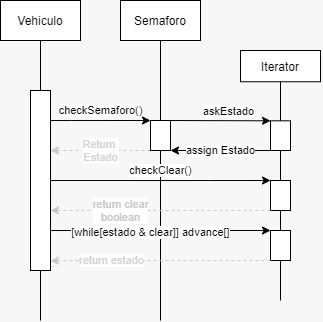 Vehiculo
Semaforo
Iterator
checkSemaforo()
askEstado
Return
Estado
assign Estado
checkClear()
return clear
boolean
[while[estado & clear]] advance[]
return estado